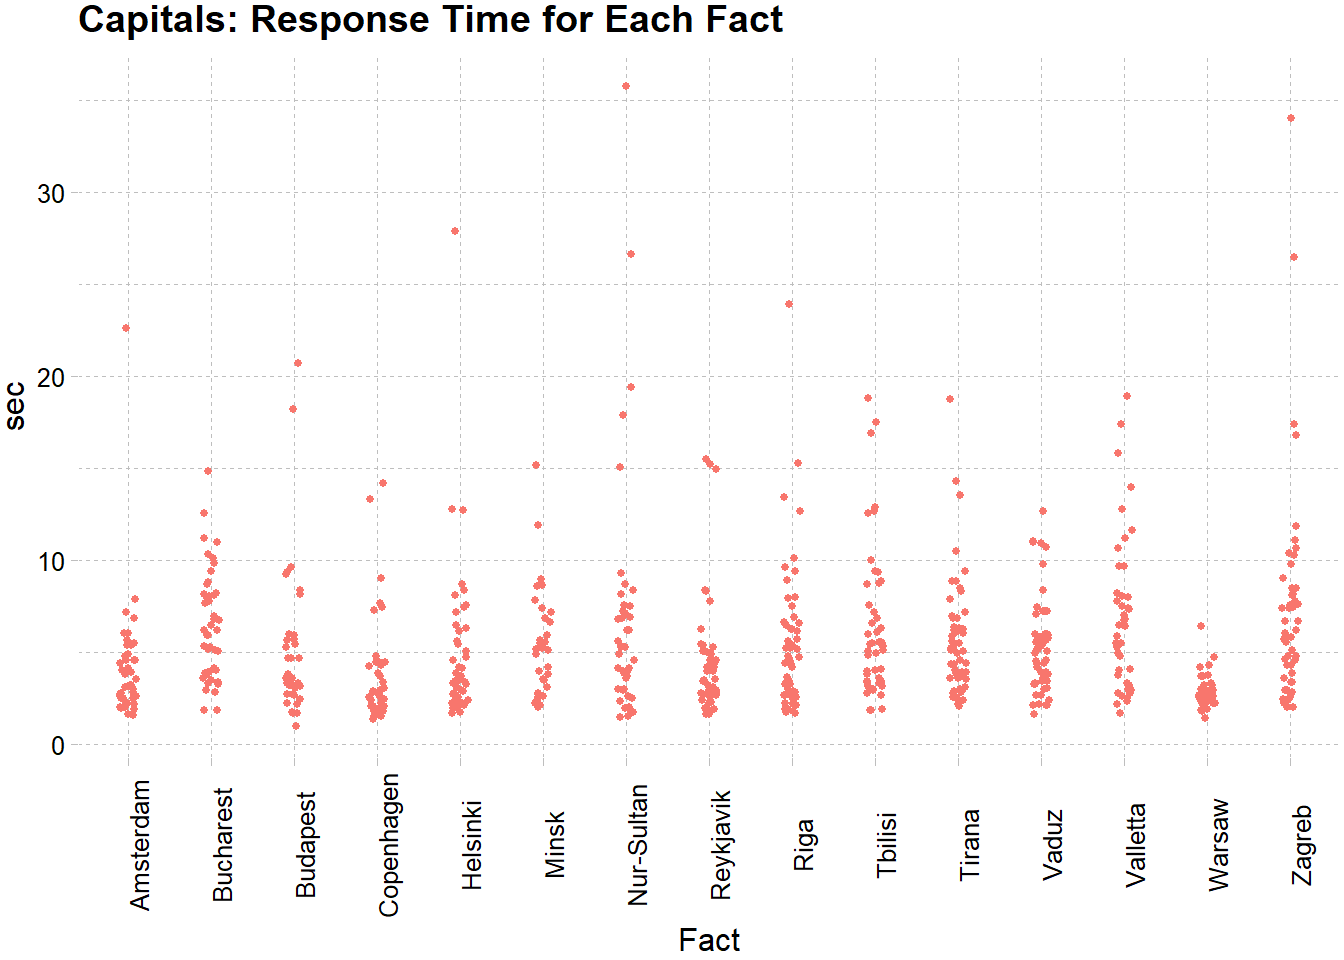 Capitals: Response Time for Each Fact
sec
30
20
10
0
Amsterdam
Bucharest
Budapest
Copenhagen
Helsinki
Minsk
Nur-Sultan
Reykjavik
Riga
Tbilisi
Tirana
Vaduz
Valletta
Warsaw
Zagreb
Fact